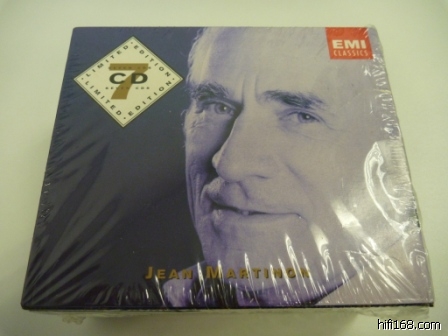 LIMITED·EDITION
7
CD
LIMITED·EDITION
EMI
CLASSICS
JEAN MARTINON
hifi168.com